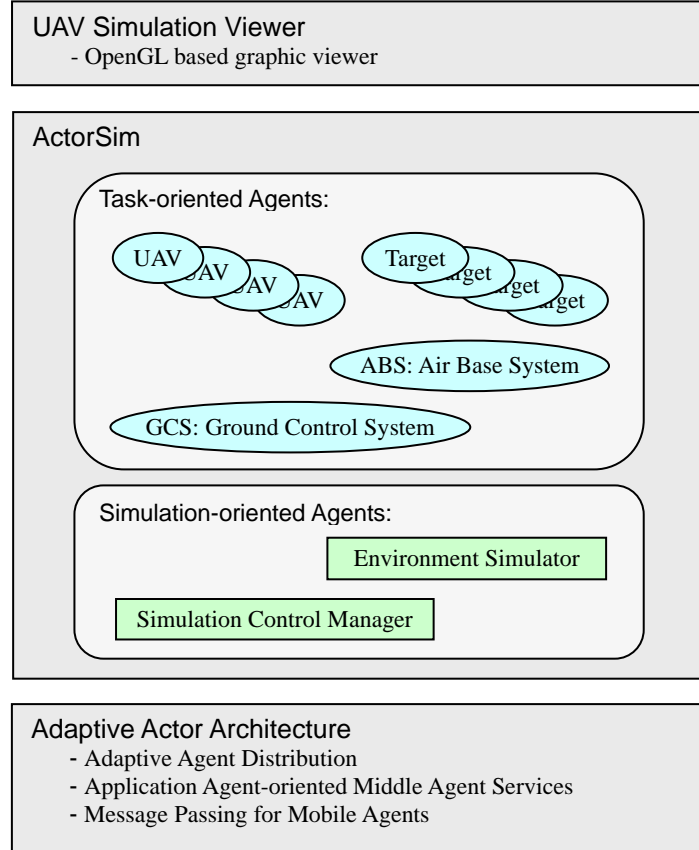 UAV Simulation Viewer
- OpenGL based graphic viewer
ActorSim
Task-oriented Agents:
UAV
UAV
UAV
UAV
Target
Target
Target
Target
ABS: Air Base System
GCS: Ground Control System
Simulation-oriented Agents:
Environment Simulator
Simulation Control Manager
Adaptive Actor Architecture
- Adaptive Agent Distribution
- Application Agent-oriented Middle Agent Services
- Message Passing for Mobile Agents